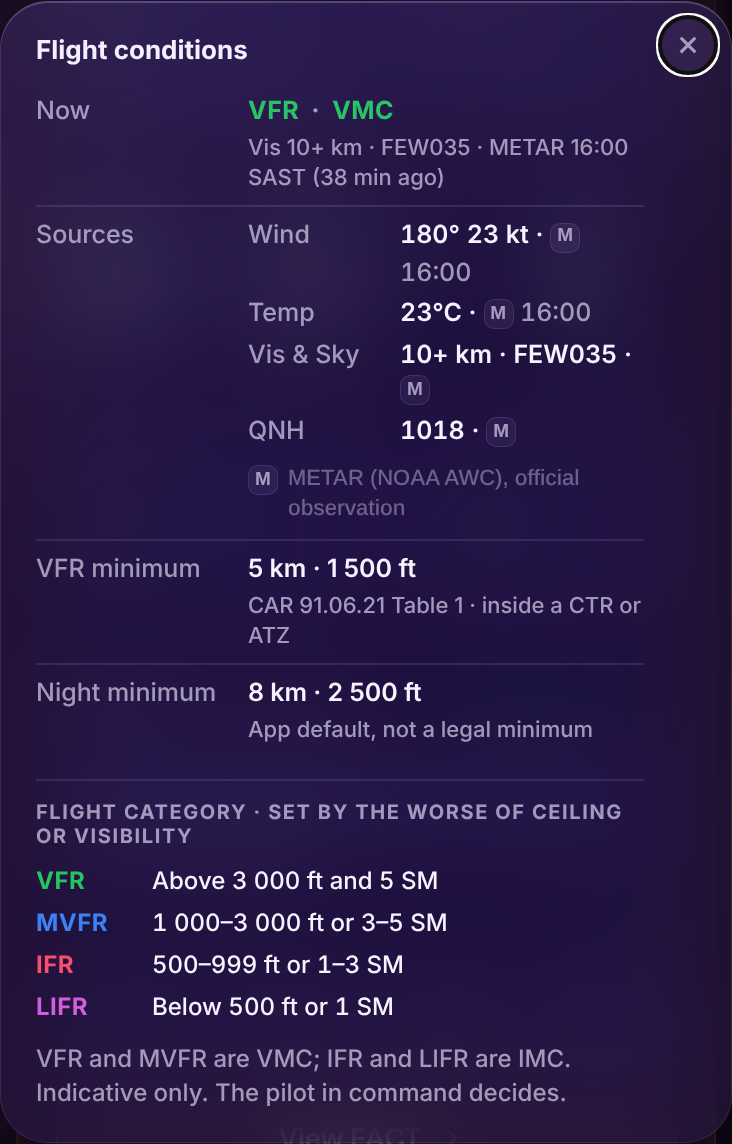 Flight conditions
×
Now
VFR · VMC
Vis 10+ km · FEW035 · METAR 16:00
SAST (38 min ago)
Sources
Wind
180° 23 kt · M
16:00
Temp
23°C · M 16:00
Vis & Sky
10+ km · FEW035 ·
M
QNH
1018 · M
M METAR (NOAA AWC), official
observation
VFR minimum
5 km · 1 500 ft
CAR 91.06.21 Table 1 · inside a CTR or
ATZ
Night minimum
8 km · 2 500 ft
App default, not a legal minimum
FLIGHT CATEGORY · SET BY THE WORSE OF CEILING
OR VISIBILITY
VFR Above 3 000 ft and 5 SM
MVFR 1 000–3 000 ft or 3–5 SM
IFR 500–999 ft or 1–3 SM
LIFR Below 500 ft or 1 SM
VFR and MVFR are VMC; IFR and LIFR are IMC.
Indicative only. The pilot in command decides.
View FACT